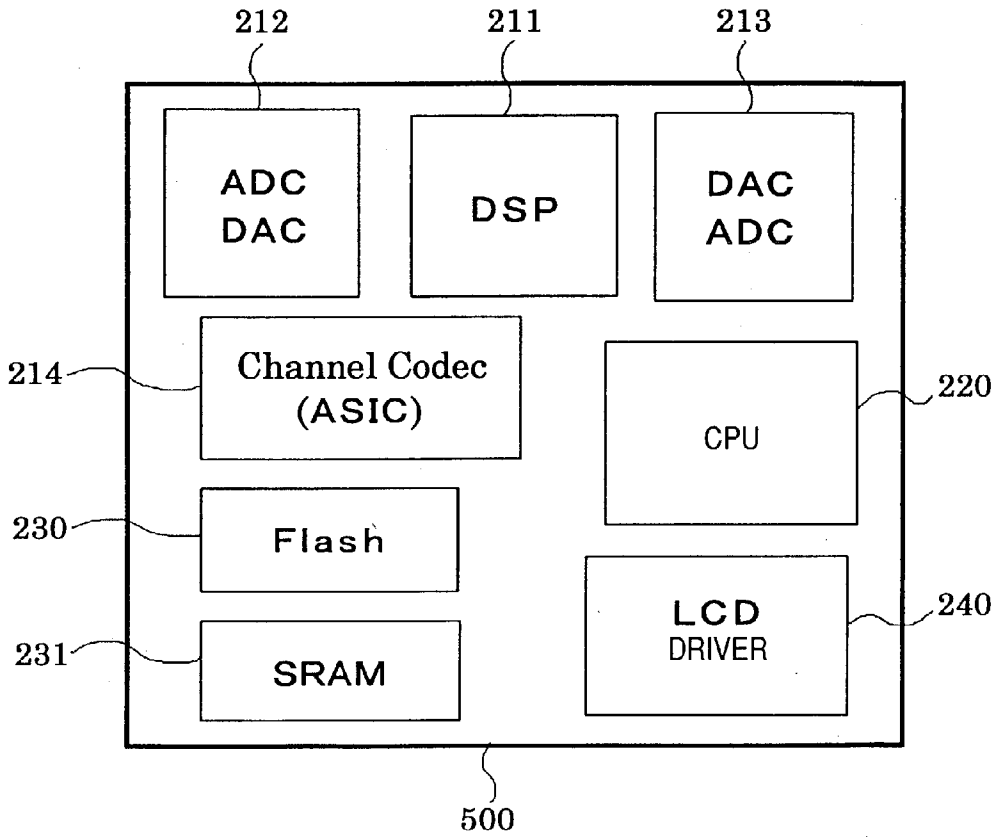 212
211
213
ADC
DAC
DSP
DAC
ADC
214
Channel Codec
(ASIC)
220
CPU
230
Flash
240
LCD
DRIVER
231
SRAM
500